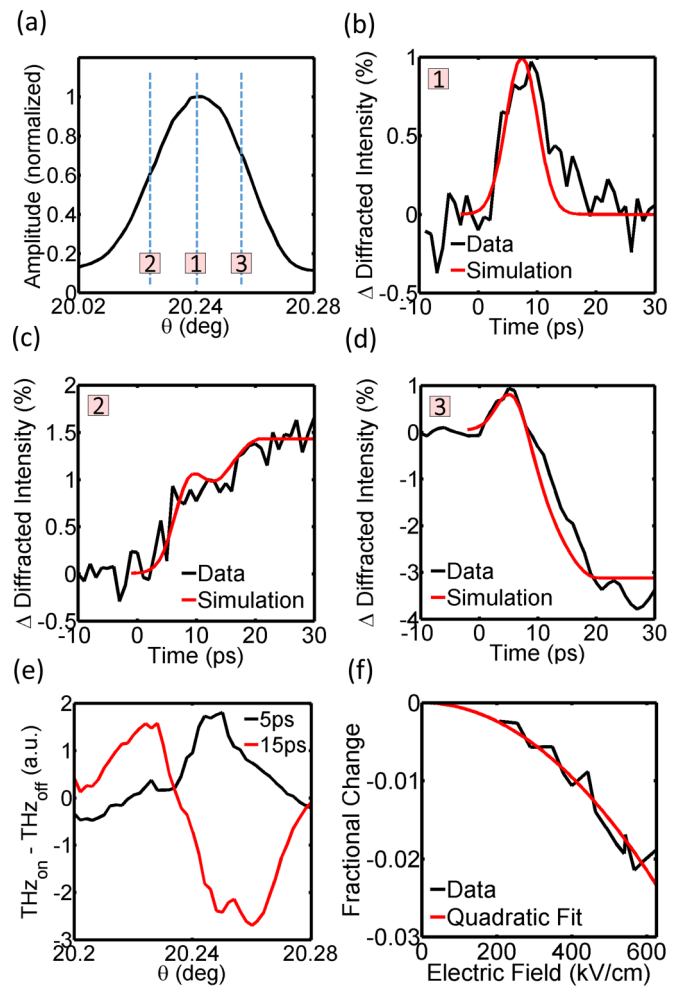 (a)
Amplitude (normalized)
1
0.8
0.6
0.4
0.2
0
2
1
3
20.02
20.24
20.28
θ (deg)
(b)
Δ Diffracted Intensity (%)
1
1
0.5
0
-0.5
Data
Simulation
-10
0
10
20
30
Time (ps)
(c)
Δ Diffracted Intensity (%)
2
2
1.5
1
0.5
0
-0.5
Data
Simulation
-10
0
10
20
30
Time (ps)
(d)
Δ Diffracted Intensity (%)
3
1
0
-1
-2
-3
-4
Data
Simulation
-10
0
10
20
30
Time (ps)
(e)
THz_on - THz_off (a.u.)
2
1
0
-1
-2
-3
5ps
15ps
20.2
20.24
20.28
θ (deg)
(f)
Fractional Change
0
-0.01
-0.02
-0.03
Data
Quadratic Fit
0
200
400
600
Electric Field (kV/cm)